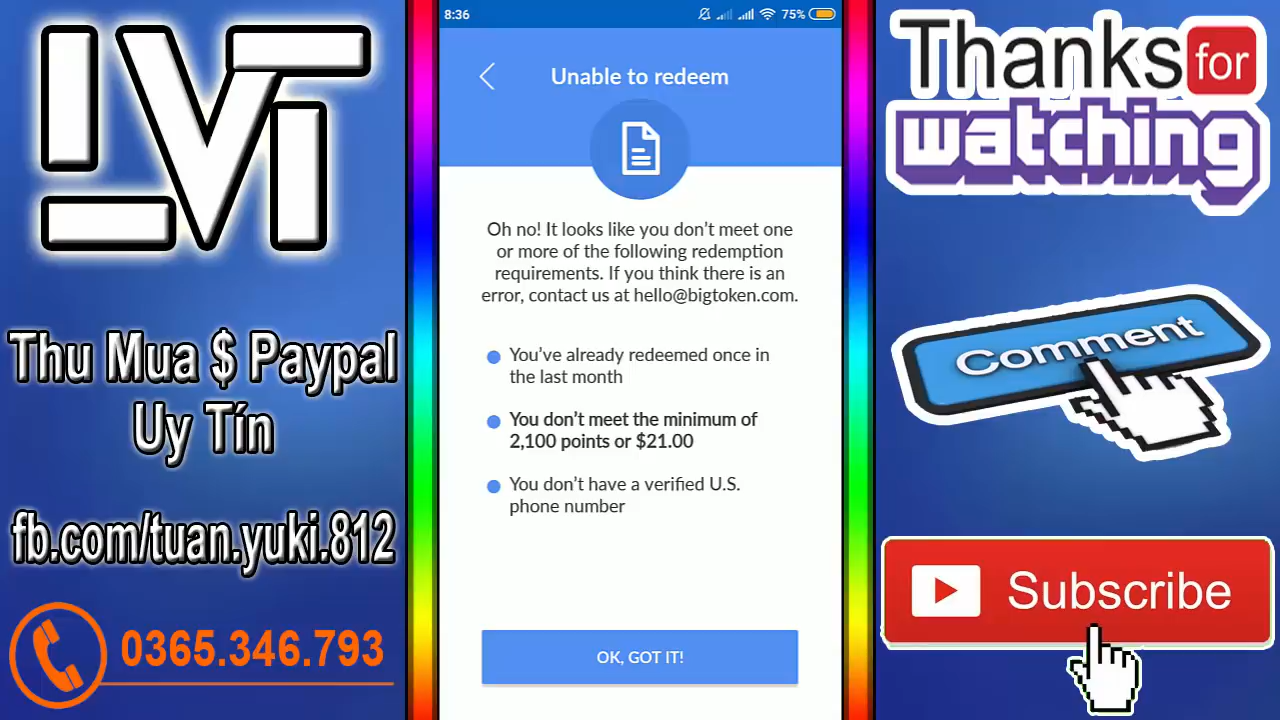 LVT
Thu Mua $ Paypal
Uy Tín
fb.com/tuan.yuki.812
0365.346.793
8:36
75%
Unable to redeem
Oh no! It looks like you don't meet one
or more of the following redemption
requirements. If you think there is an
error, contact us at hello@bigtoken.com.
You've already redeemed once in
the last month
You don't meet the minimum of
2,100 points or $21.00
You don't have a verified U.S.
phone number
OK, GOT IT!
Thanks for
watching
Comment
Subscribe